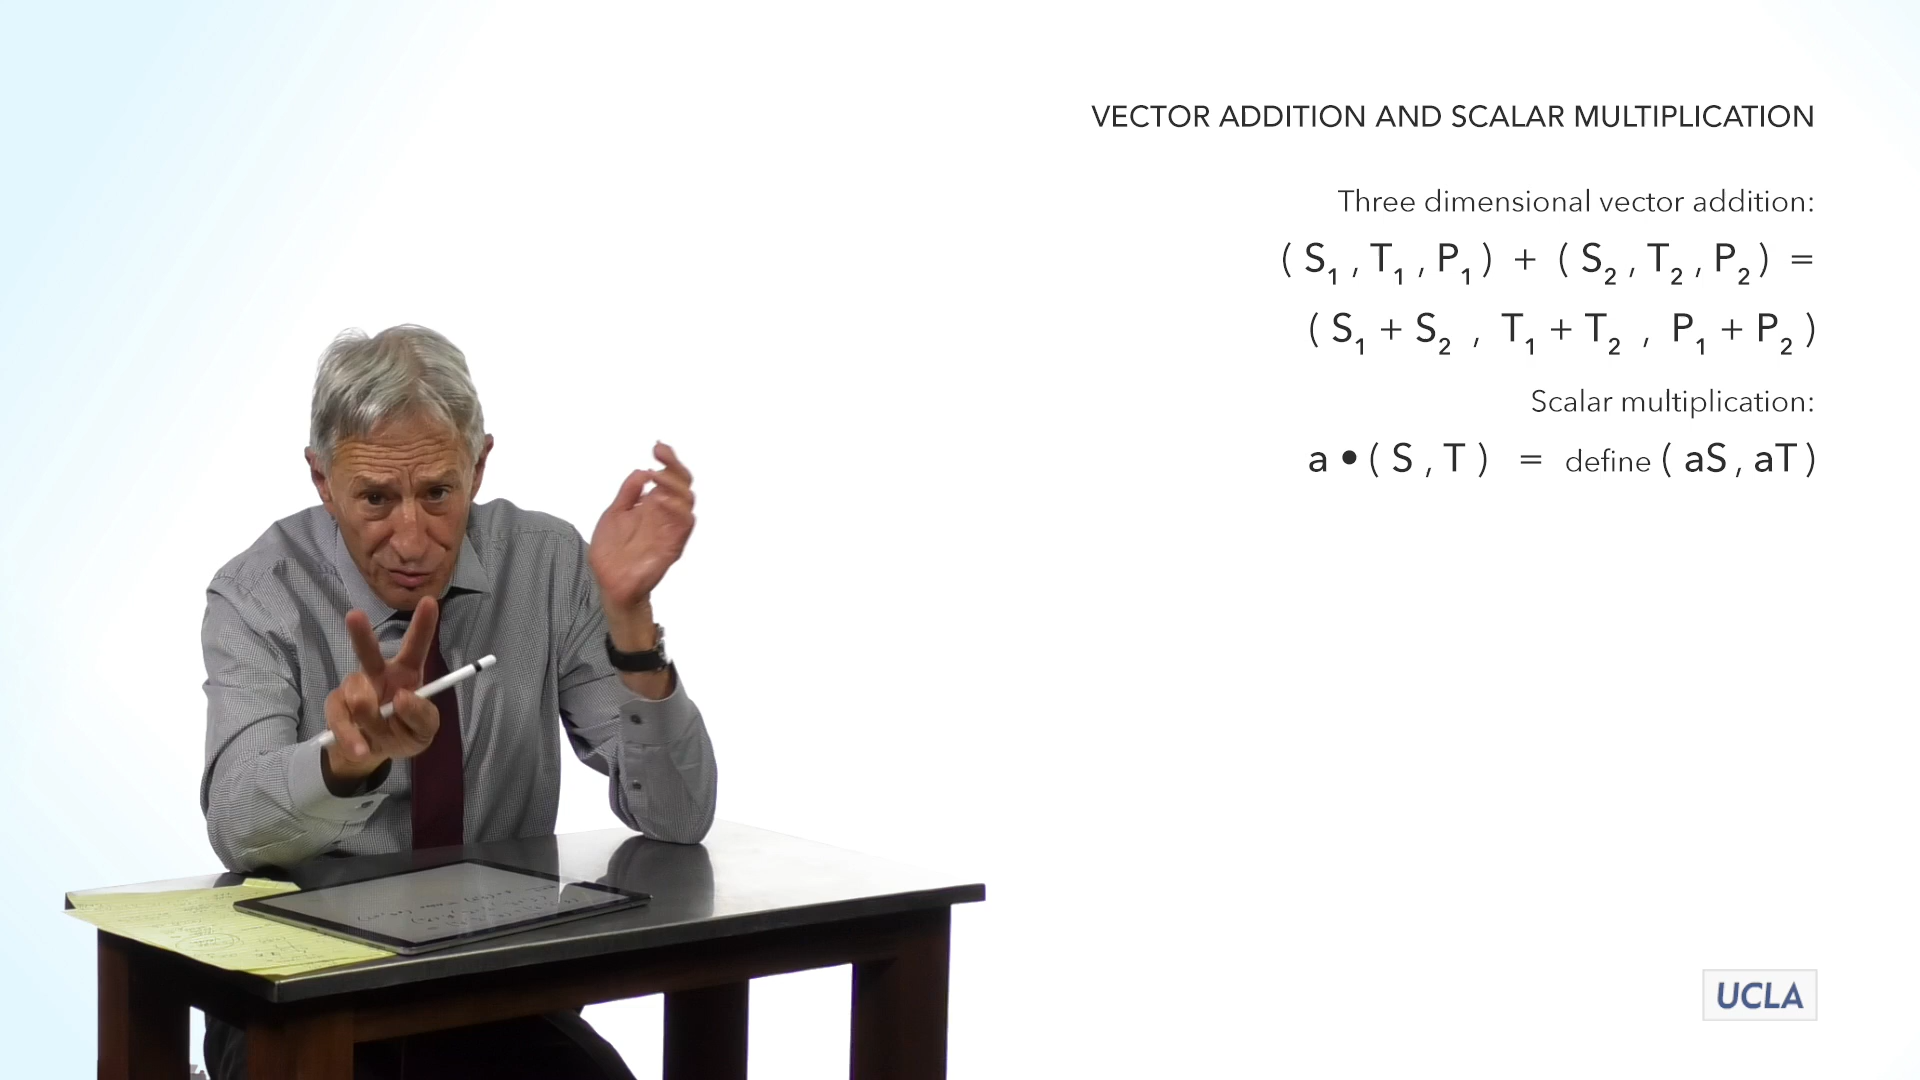 VECTOR ADDITION AND SCALAR MULTIPLICATION
Three dimensional vector addition:
( S₁ , T₁ , P₁ ) + ( S₂ , T₂ , P₂ ) =
( S₁ + S₂ , T₁ + T₂ , P₁ + P₂ )
Scalar multiplication:
a • ( S , T ) = define ( aS , aT )
UCLA